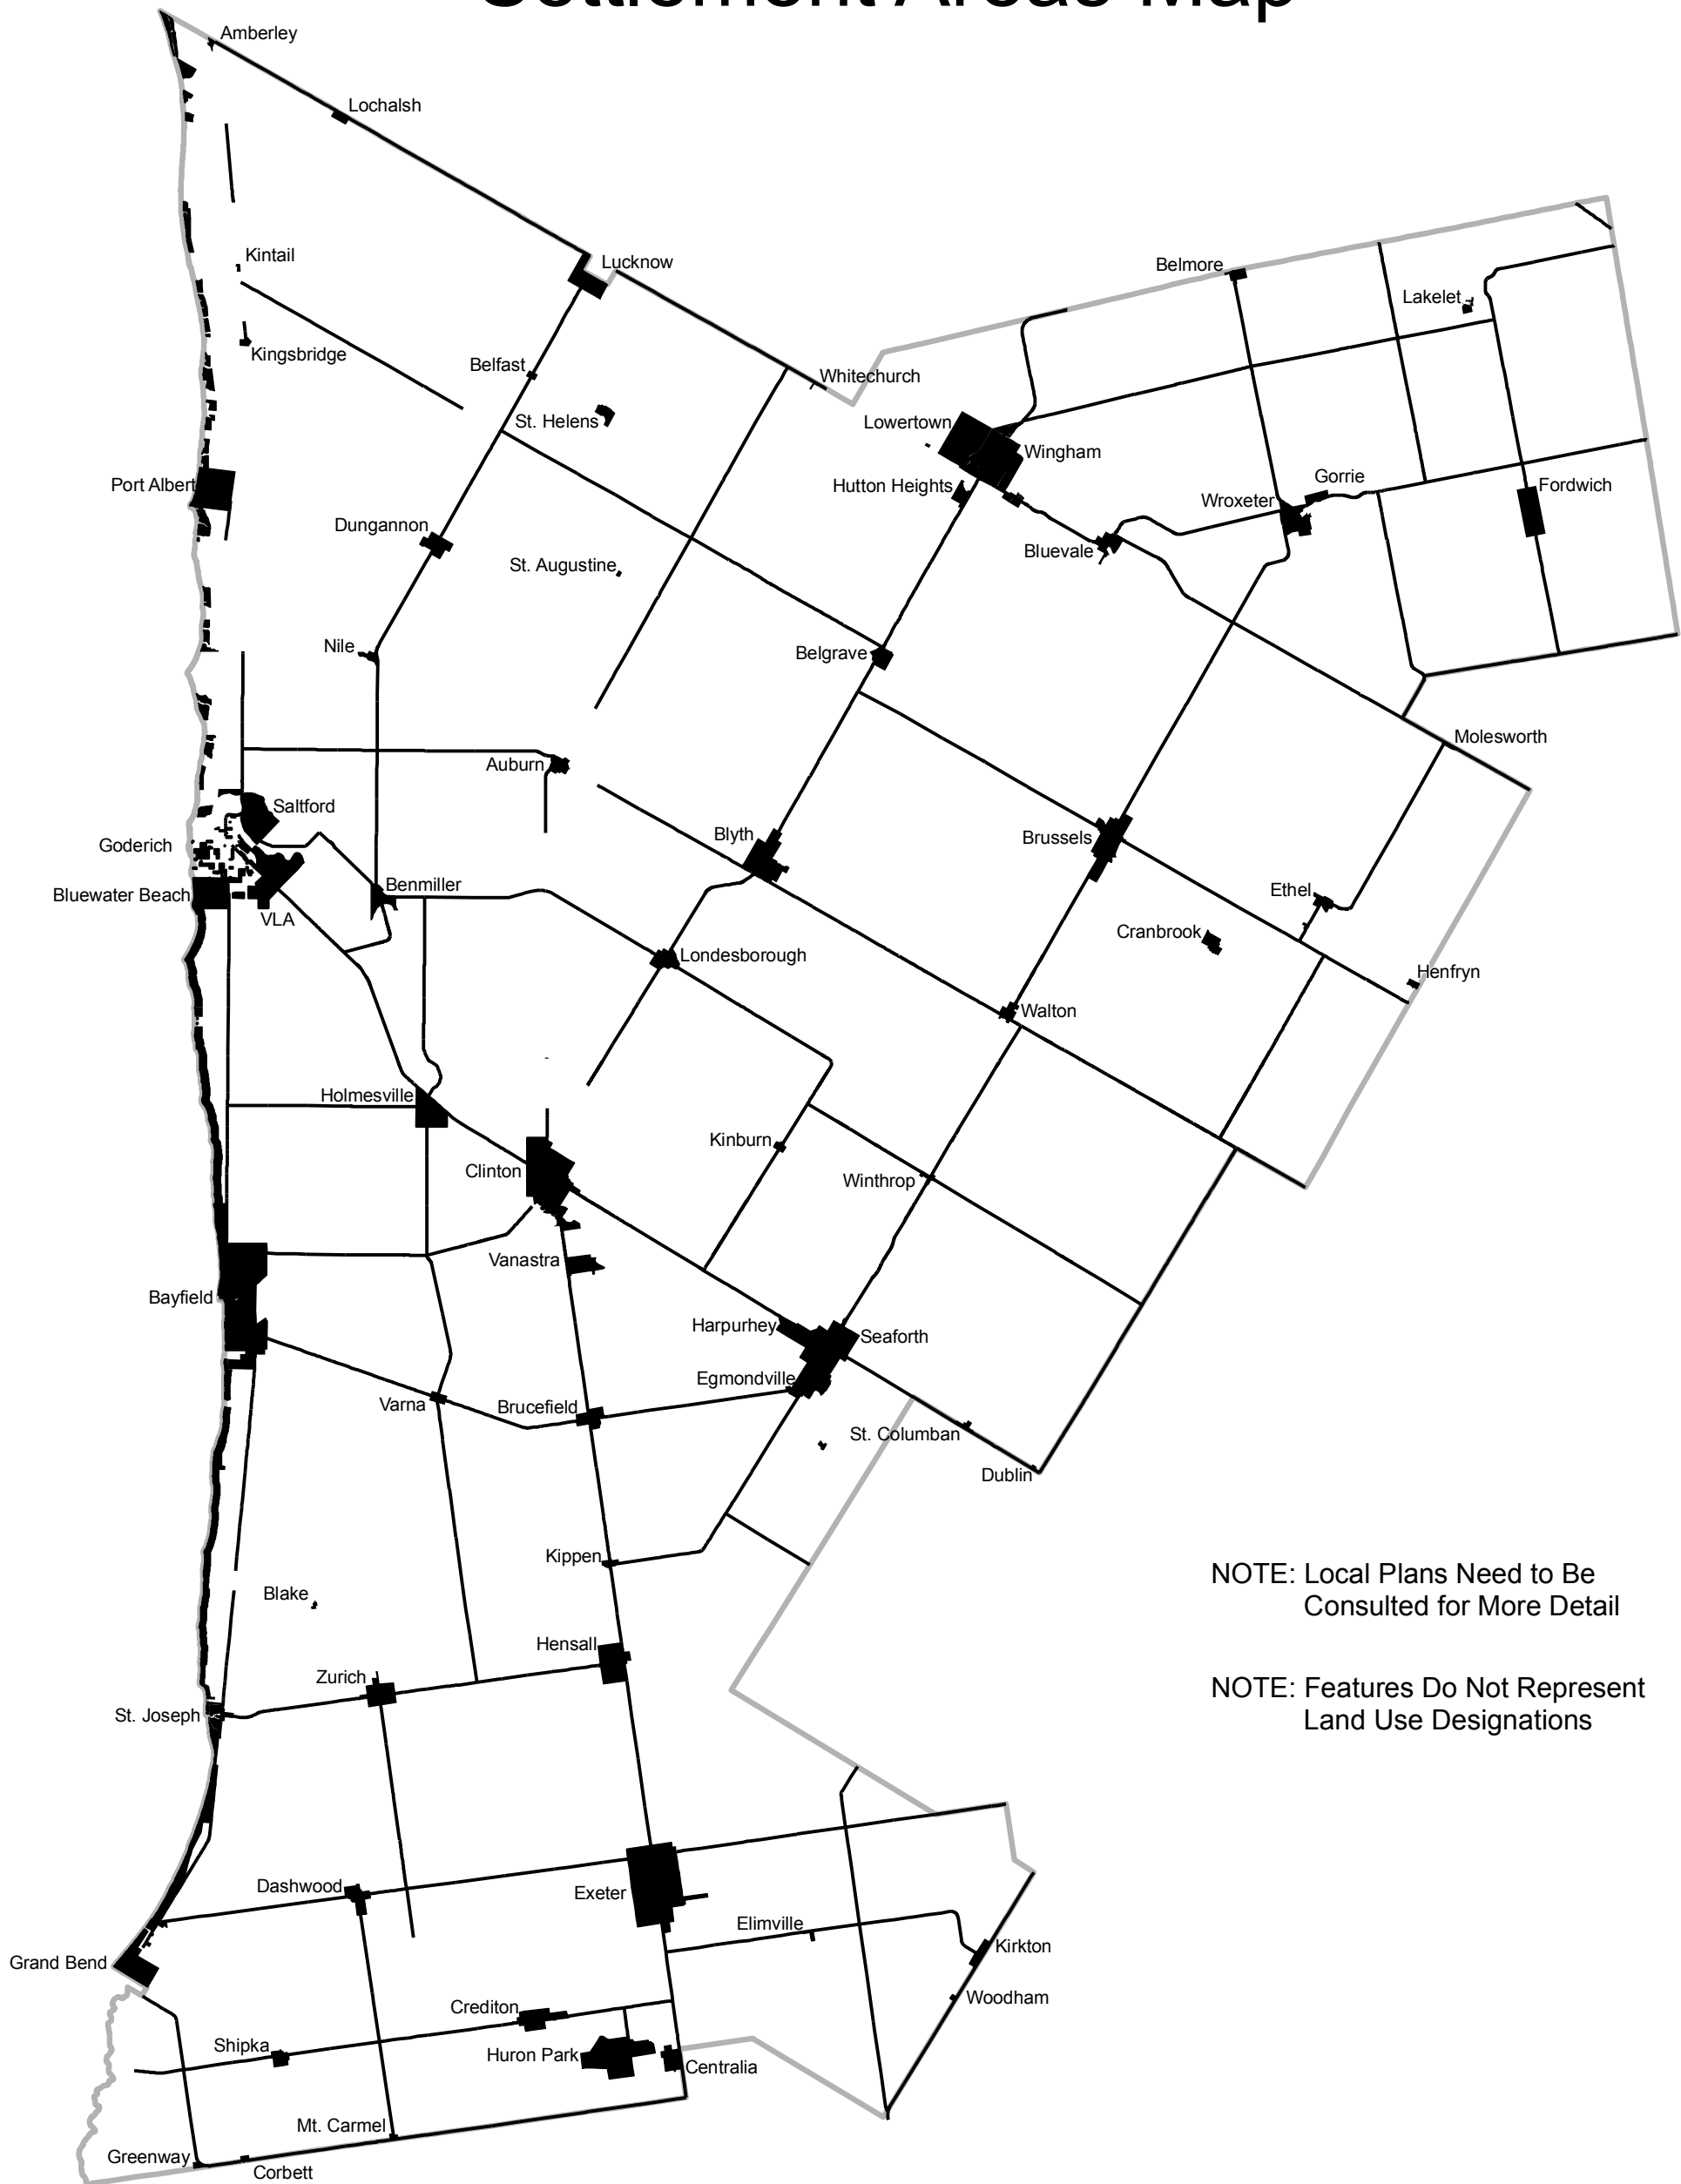 Settlement Areas Map
Amberley
Lochalsh
Kintail
Lucknow
Belmore
Lakelet
Kingsbridge
Belfast
Whitechurch
St. Helens
Lowertown
Wingham
Port Albert
Hutton Heights
Gorrie
Wroxeter
Fordwich
Dungannon
Bluevale
St. Augustine
Nile
Belgrave
Molesworth
Auburn
Saltford
Blyth
Brussels
Goderich
Bluewater Beach
Benmiller
Ethel
VLA
Cranbrook
Londesborough
Henfryn
Walton
Holmesville
Kinburn
Clinton
Winthrop
Vanastra
Bayfield
Harpurhey
Seaforth
Egmondville
Varna
Brucefield
St. Columban
Dublin
Kippen
NOTE: Local Plans Need to Be
Consulted for More Detail
Blake
Hensall
Zurich
NOTE: Features Do Not Represent
Land Use Designations
St. Joseph
Dashwood
Exeter
Elimville
Kirkton
Grand Bend
Woodham
Crediton
Shipka
Huron Park
Centralia
Mt. Carmel
Greenway
Corbett